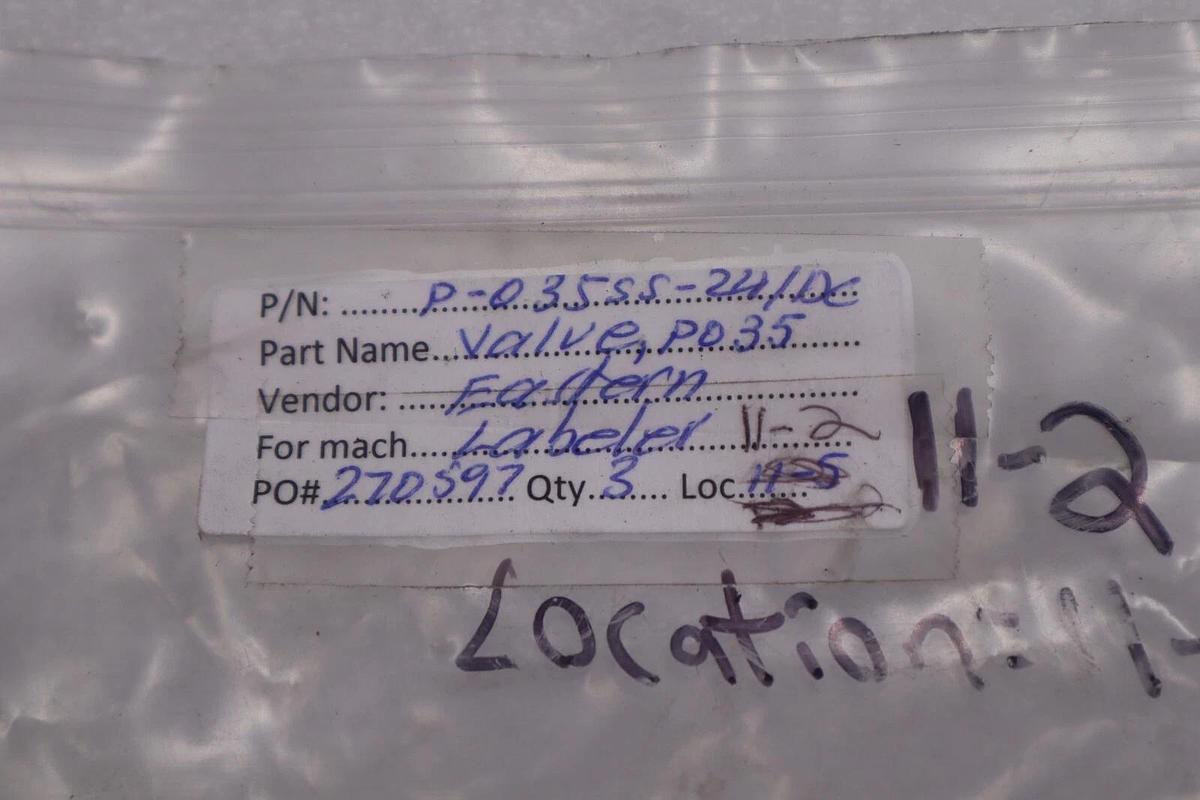 P/N: ........P-035SS-24/DC
Part Name...Valve, P035........
Vendor: .....Eastern..............
For mach....Labeler....11-2
PO#.270597.. Qty..3.... Loc..11-5
11-2
Location: 11-